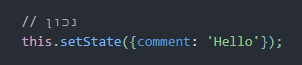 // נכון
this.setState({comment: 'Hello'});